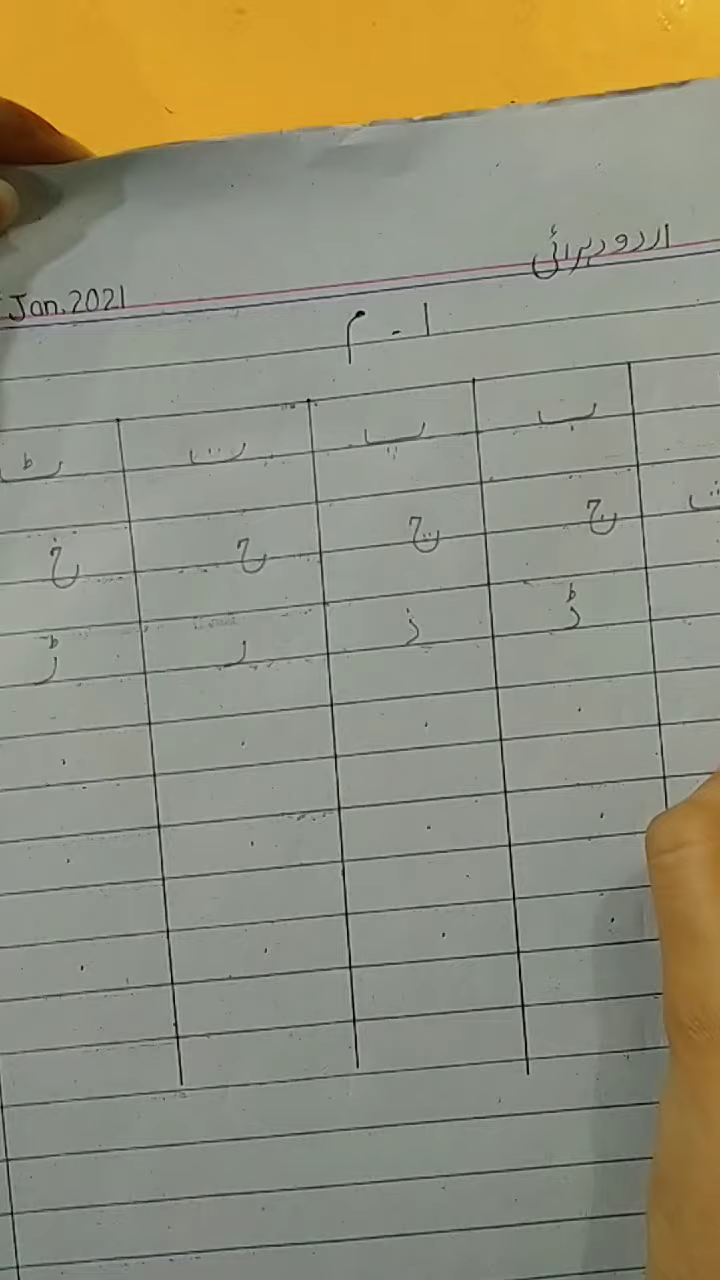 اردو دہرائی
Jan.2021
ا - م
ب پ ت ٹ
ث ج چ ح خ
ڈ ذ ر ڑ